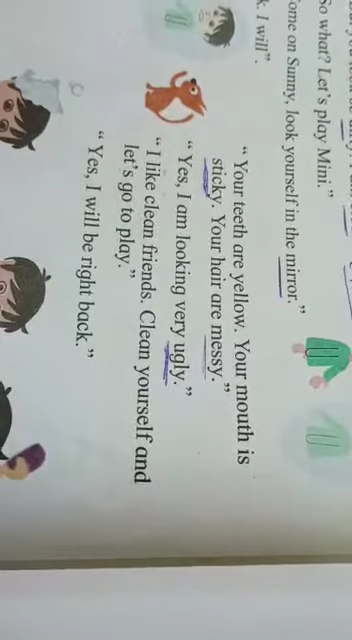 So what? Let's play Mini."
ome on Sunny, look yourself in the mirror."
k. I will".
" Your teeth are yellow. Your mouth is
sticky. Your hair are messy. "
" Yes, I am looking very ugly. "
" I like clean friends. Clean yourself and
let's go to play. "
" Yes, I will be right back. "